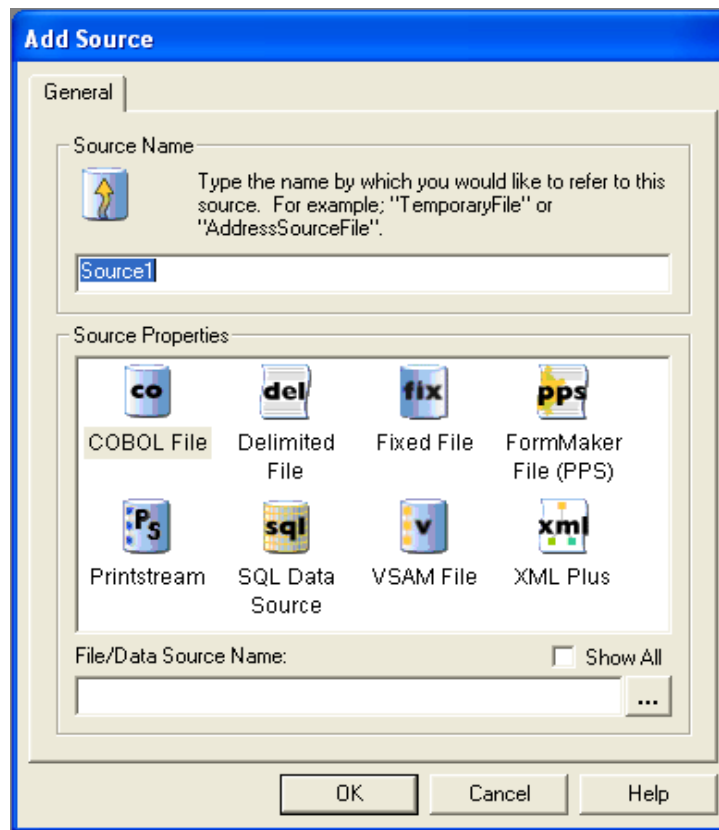 Add Source
General
Source Name
Type the name by which you would like to refer to this
source. For example; "TemporaryFile" or
"AddressSourceFile".
Source1
Source Properties
co del fix pps
COBOL File Delimited File Fixed File FormMaker File (PPS)
Ps sql v xml
Printstream SQL Data Source VSAM File XML Plus
File/Data Source Name: Show All
...
OK Cancel Help